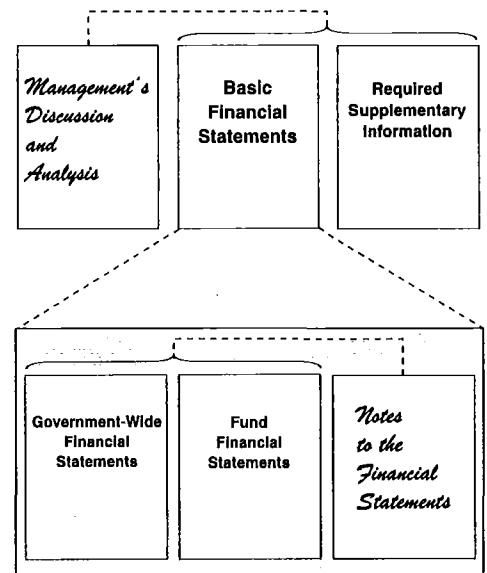 Management's
Discussion
and
Analysis
Basic
Financial
Statements
Required
Supplementary
Information
Government-Wide
Financial
Statements
Fund
Financial
Statements
Notes
to the
Financial
Statements